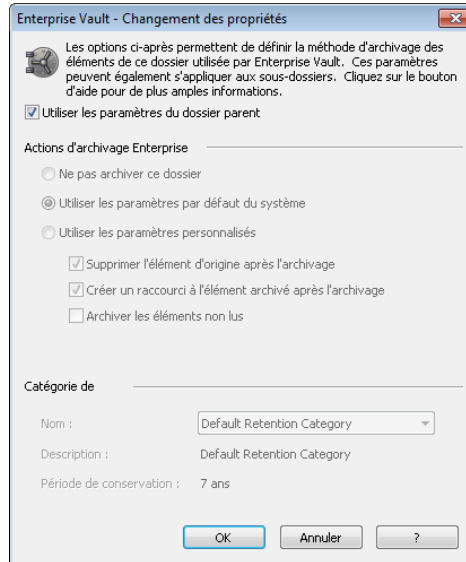 Enterprise Vault - Changement des propriétés
Les options ci-après permettent de définir la méthode d'archivage des
éléments de ce dossier utilisée par Enterprise Vault. Ces paramètres
peuvent également s'appliquer aux sous-dossiers. Cliquez sur le bouton
d'aide pour de plus amples informations.
Utiliser les paramètres du dossier parent
Actions d'archivage Enterprise
Ne pas archiver ce dossier
Utiliser les paramètres par défaut du système
Utiliser les paramètres personnalisés
Supprimer l'élément d'origine après l'archivage
Créer un raccourci à l'élément archivé après l'archivage
Archiver les éléments non lus
Catégorie de
Nom : Default Retention Category
Description : Default Retention Category
Période de conservation : 7 ans
OK Annuler ?